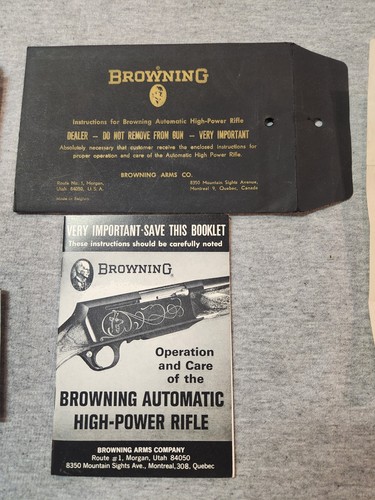 BROWNING
Instructions for Browning Automatic High-Power Rifle
DEALER — DO NOT REMOVE FROM GUN — VERY IMPORTANT
Absolutely necessary that customer receive the enclosed instructions for
proper operation and care of the Automatic High Power Rifle.
BROWNING ARMS CO.
Route No. 1, Morgan,
Utah 84050, U.S.A.
8350 Mountain Sights Avenue,
Montreal 9, Quebec, Canada
Printed in Belgium
VERY IMPORTANT-SAVE THIS BOOKLET
These instructions should be carefully noted
BROWNING
Operation
and Care
of the
BROWNING AUTOMATIC
HIGH-POWER RIFLE
BROWNING ARMS COMPANY
Route #1, Morgan, Utah 84050
8350 Mountain Sights Ave., Montreal, 308, Quebec